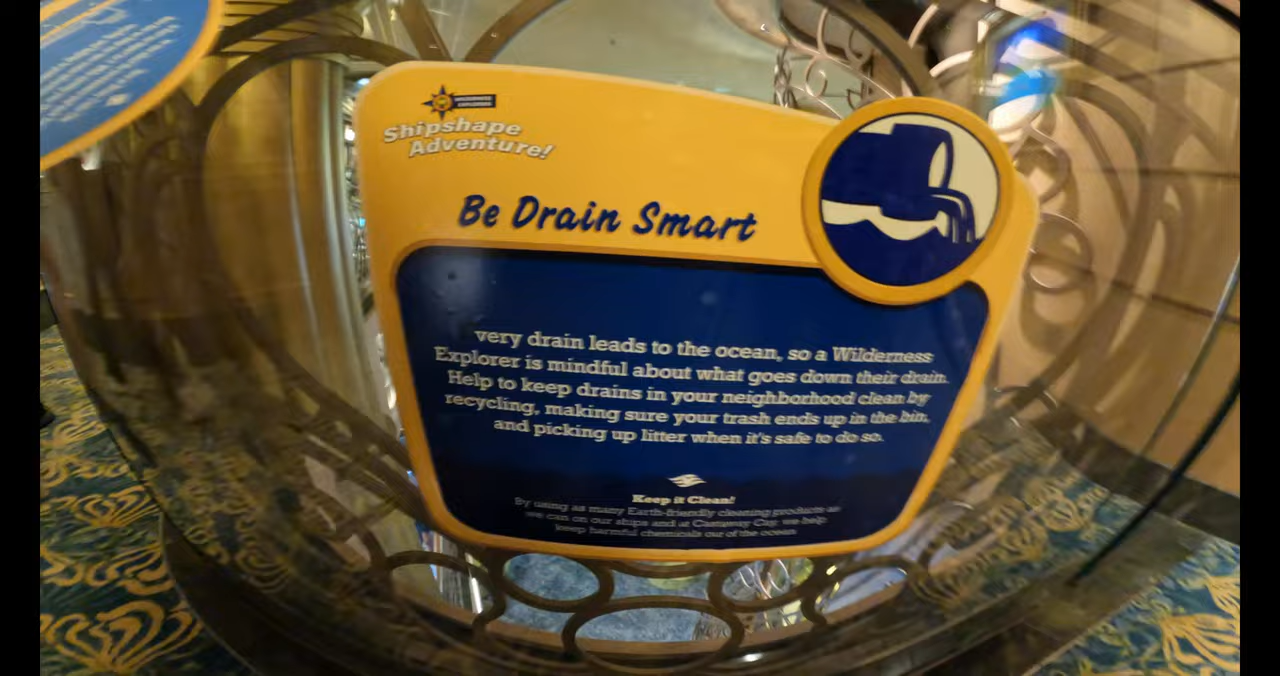 WILDERNESS
EXPLORERS
Shipshape
Adventure!
Be Drain Smart
very drain leads to the ocean, so a Wilderness
Explorer is mindful about what goes down their drain.
Help to keep drains in your neighborhood clean by
recycling, making sure your trash ends up in the bin,
and picking up litter when it's safe to do so.
Keep it Clean!
By using as many Earth-friendly cleaning products as
we can on our ships and at Castaway Cay, we help
keep harmful chemicals out of the ocean